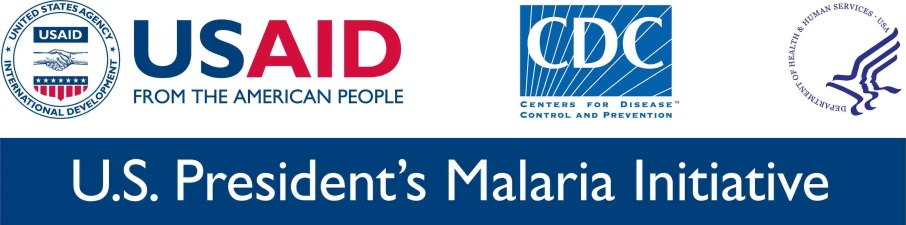 UNITED STATES AGENCY
USAID
INTERNATIONAL DEVELOPMENT
USAID
FROM THE AMERICAN PEOPLE
CDC
CENTERS FOR DISEASE™
CONTROL AND PREVENTION
DEPARTMENT OF HEALTH & HUMAN SERVICES · USA
U.S. President's Malaria Initiative